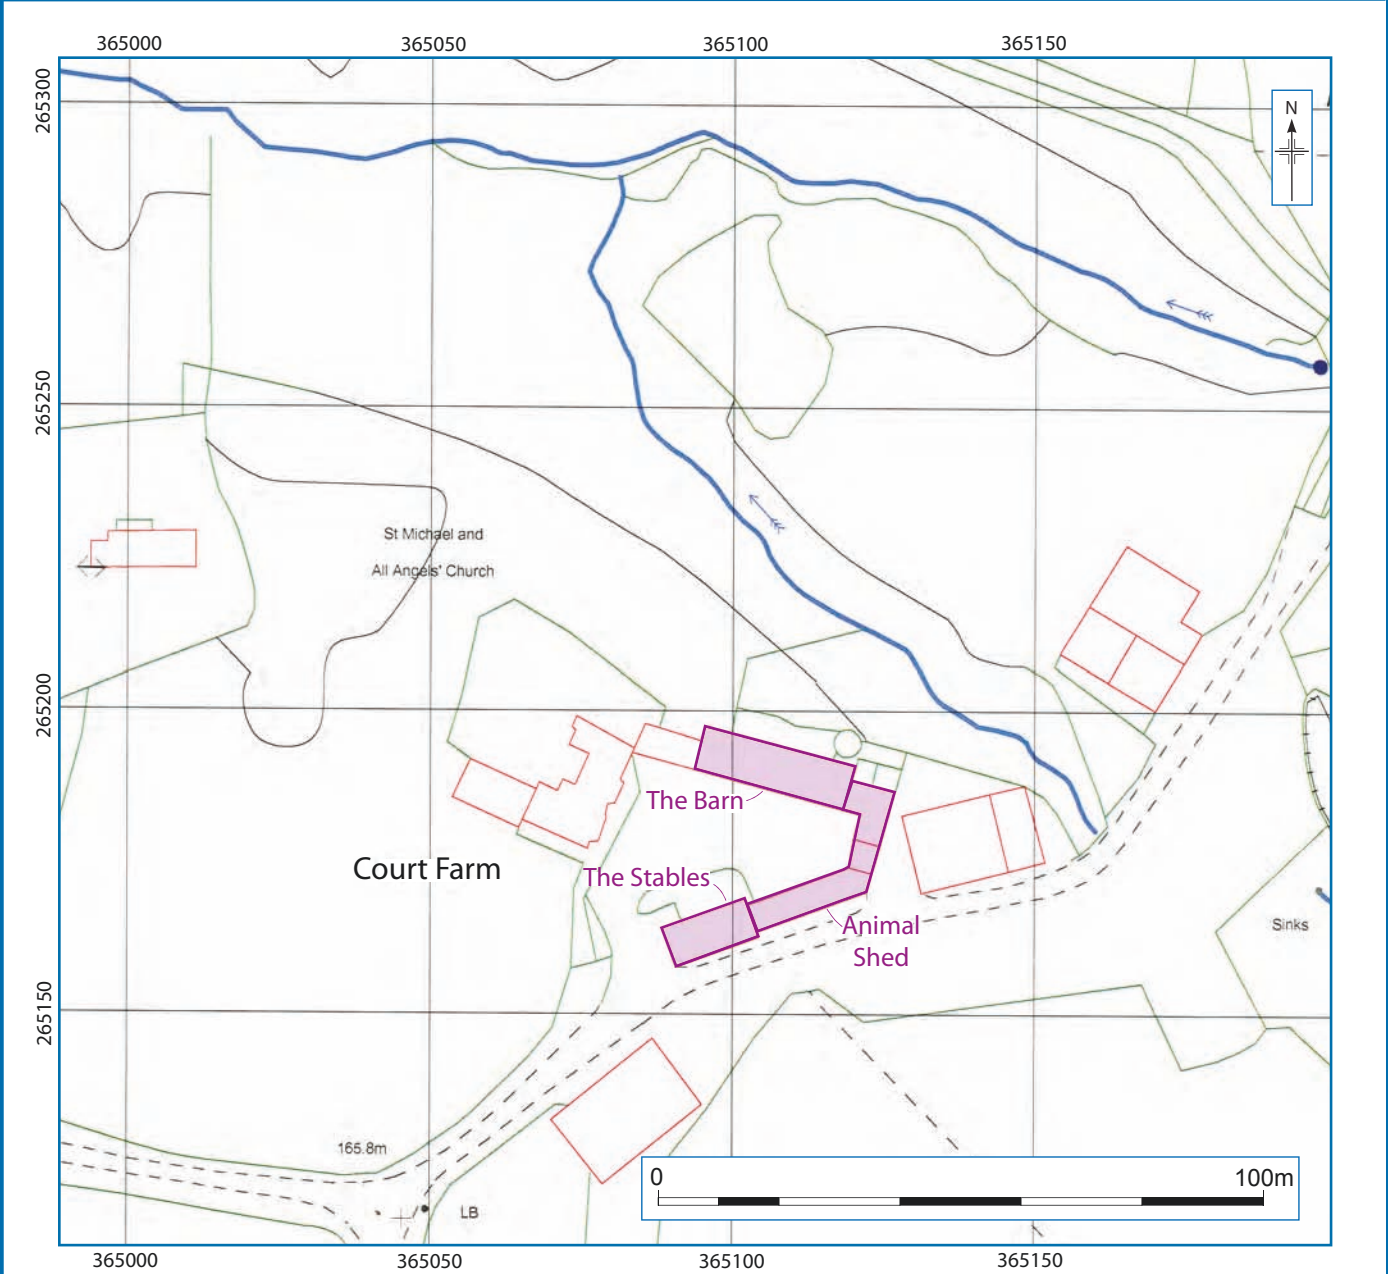 365000 365050 365100 365150
265300
N
265250
St Michael and
All Angels' Church
265200
The Barn
Court Farm
The Stables
Animal
Shed
Sinks
265150
165.8m
0 100m
LB
365000 365050 365100 365150